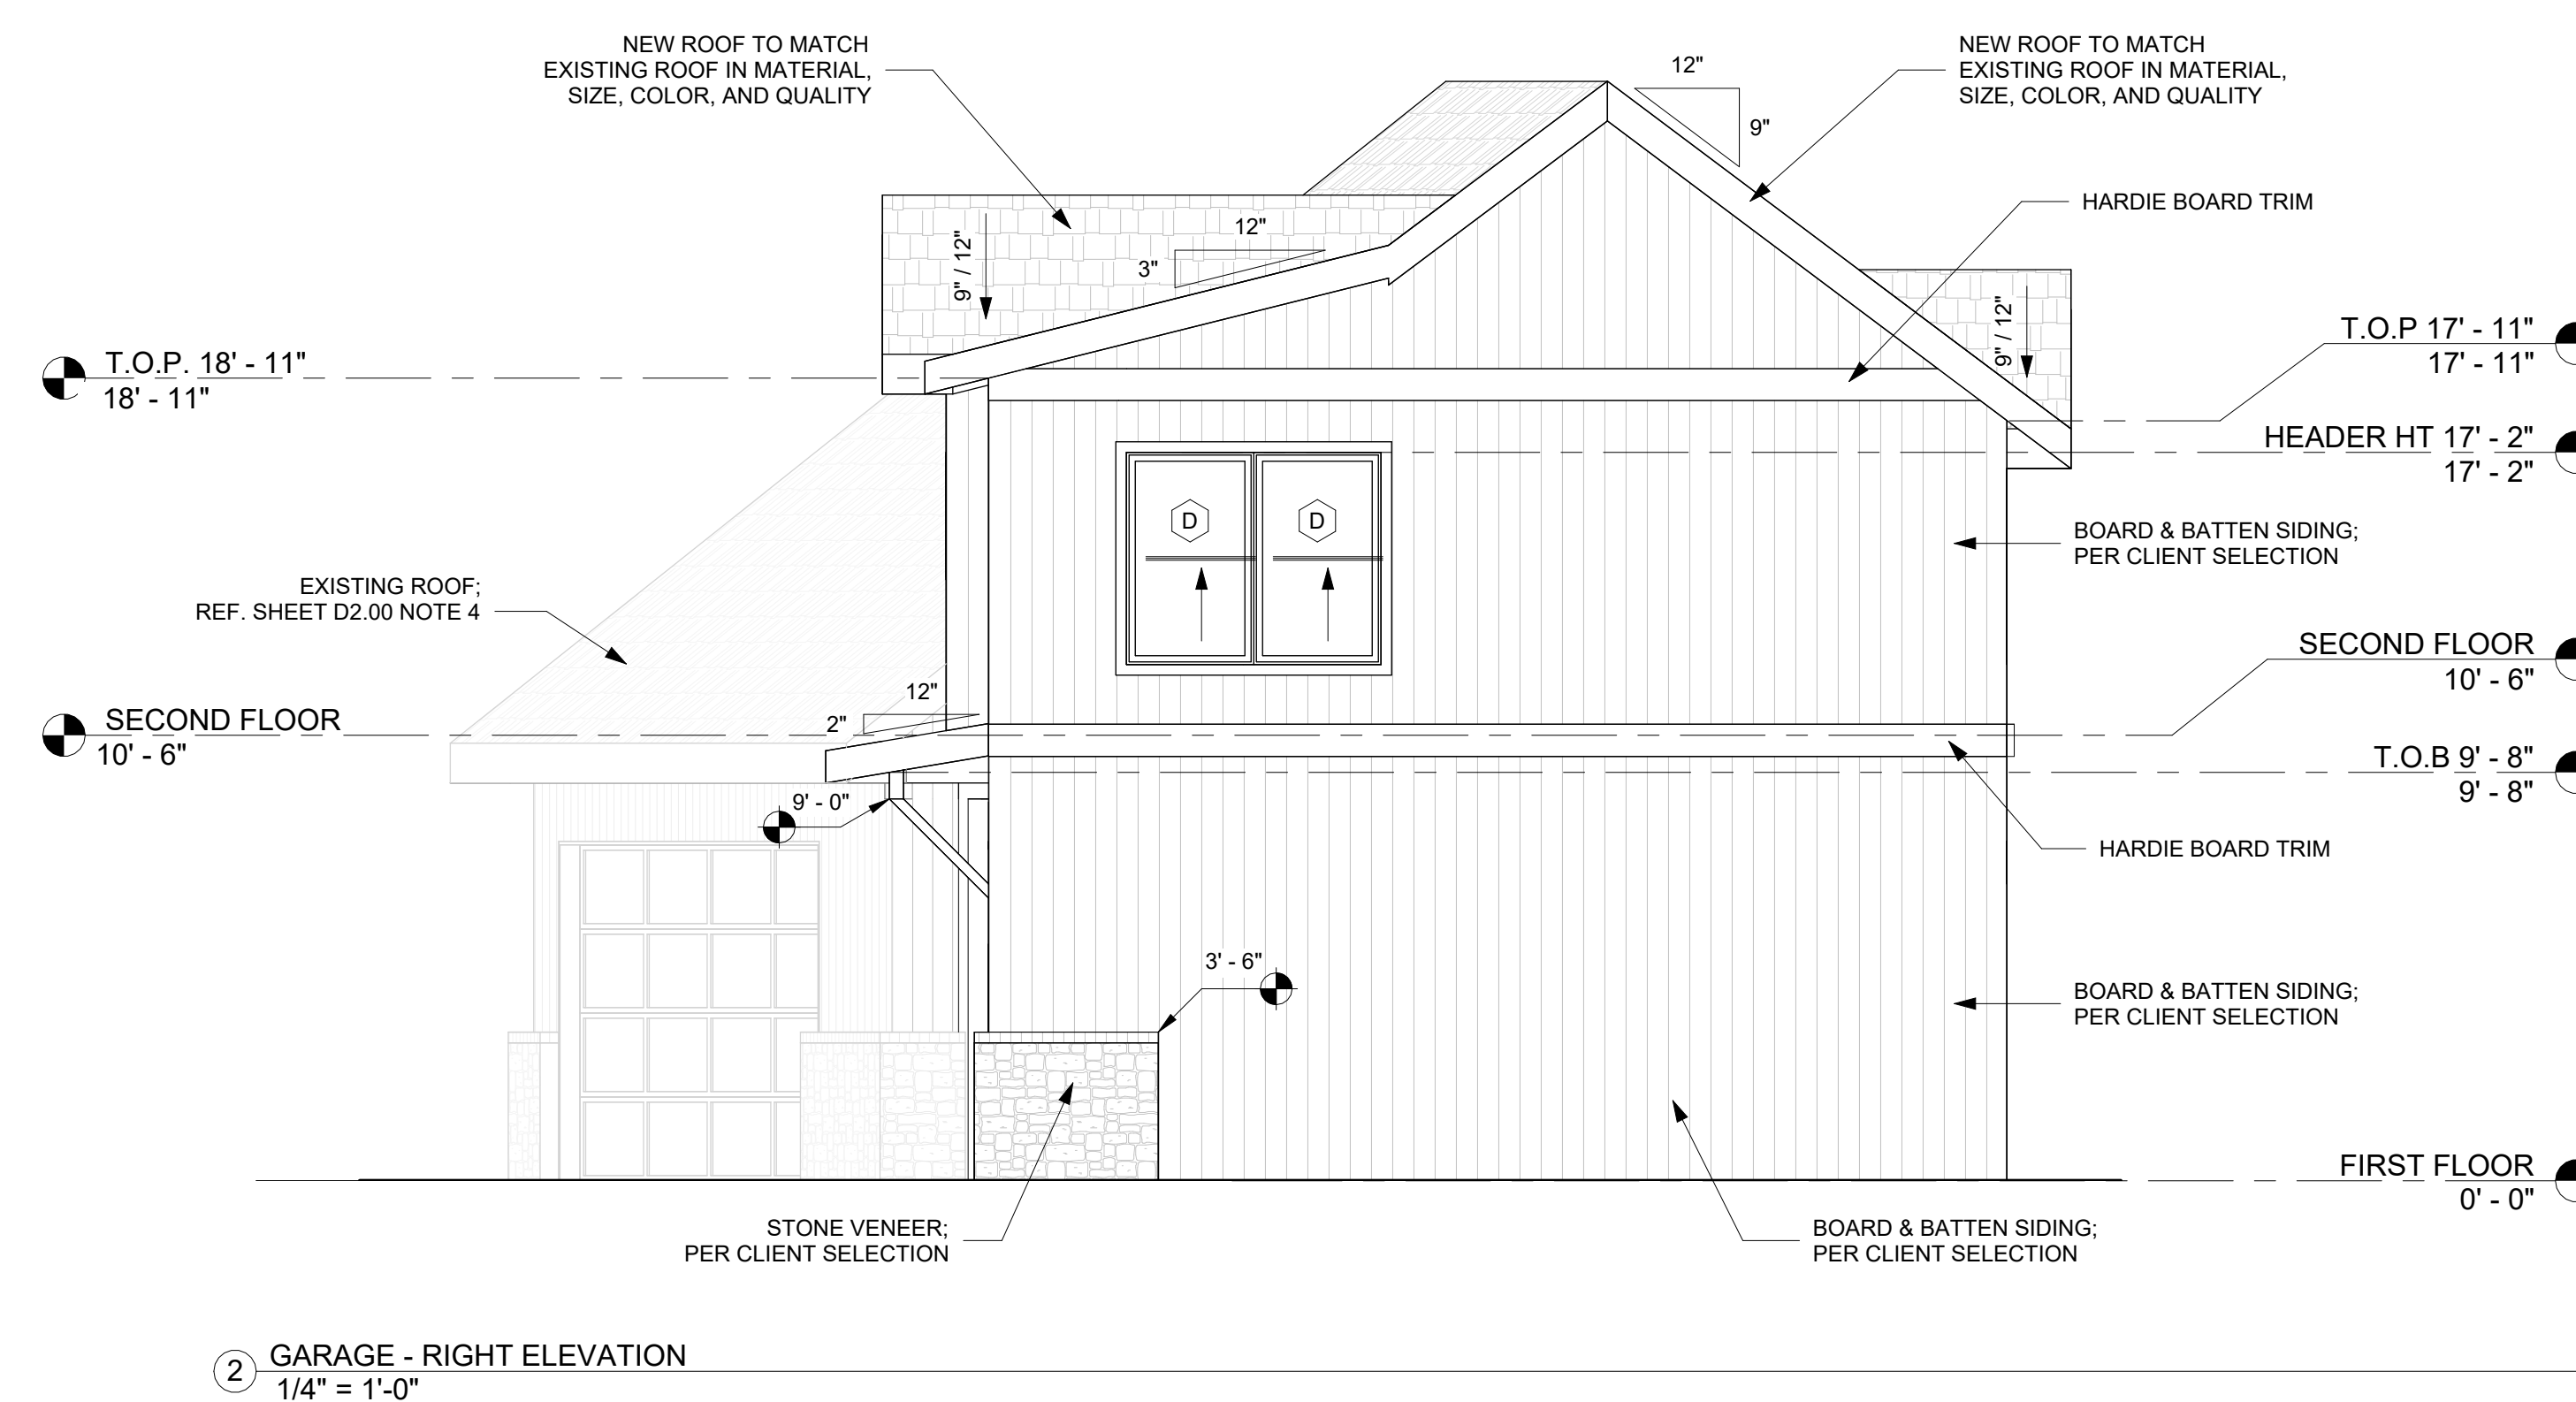 NEW ROOF TO MATCH
EXISTING ROOF IN MATERIAL,
SIZE, COLOR, AND QUALITY
12"
9"
NEW ROOF TO MATCH
EXISTING ROOF IN MATERIAL,
SIZE, COLOR, AND QUALITY
HARDIE BOARD TRIM
9" / 12"
12"
3"
9" / 12"
T.O.P. 18' - 11"
18' - 11"
T.O.P 17' - 11"
17' - 11"
HEADER HT 17' - 2"
17' - 2"
D
D
BOARD & BATTEN SIDING;
PER CLIENT SELECTION
EXISTING ROOF;
REF. SHEET D2.00 NOTE 4
SECOND FLOOR
10' - 6"
12"
2"
SECOND FLOOR
10' - 6"
T.O.B 9' - 8"
9' - 8"
9' - 0"
HARDIE BOARD TRIM
3' - 6"
BOARD & BATTEN SIDING;
PER CLIENT SELECTION
FIRST FLOOR
0' - 0"
STONE VENEER;
PER CLIENT SELECTION
BOARD & BATTEN SIDING;
PER CLIENT SELECTION
2
GARAGE - RIGHT ELEVATION
1/4" = 1'-0"